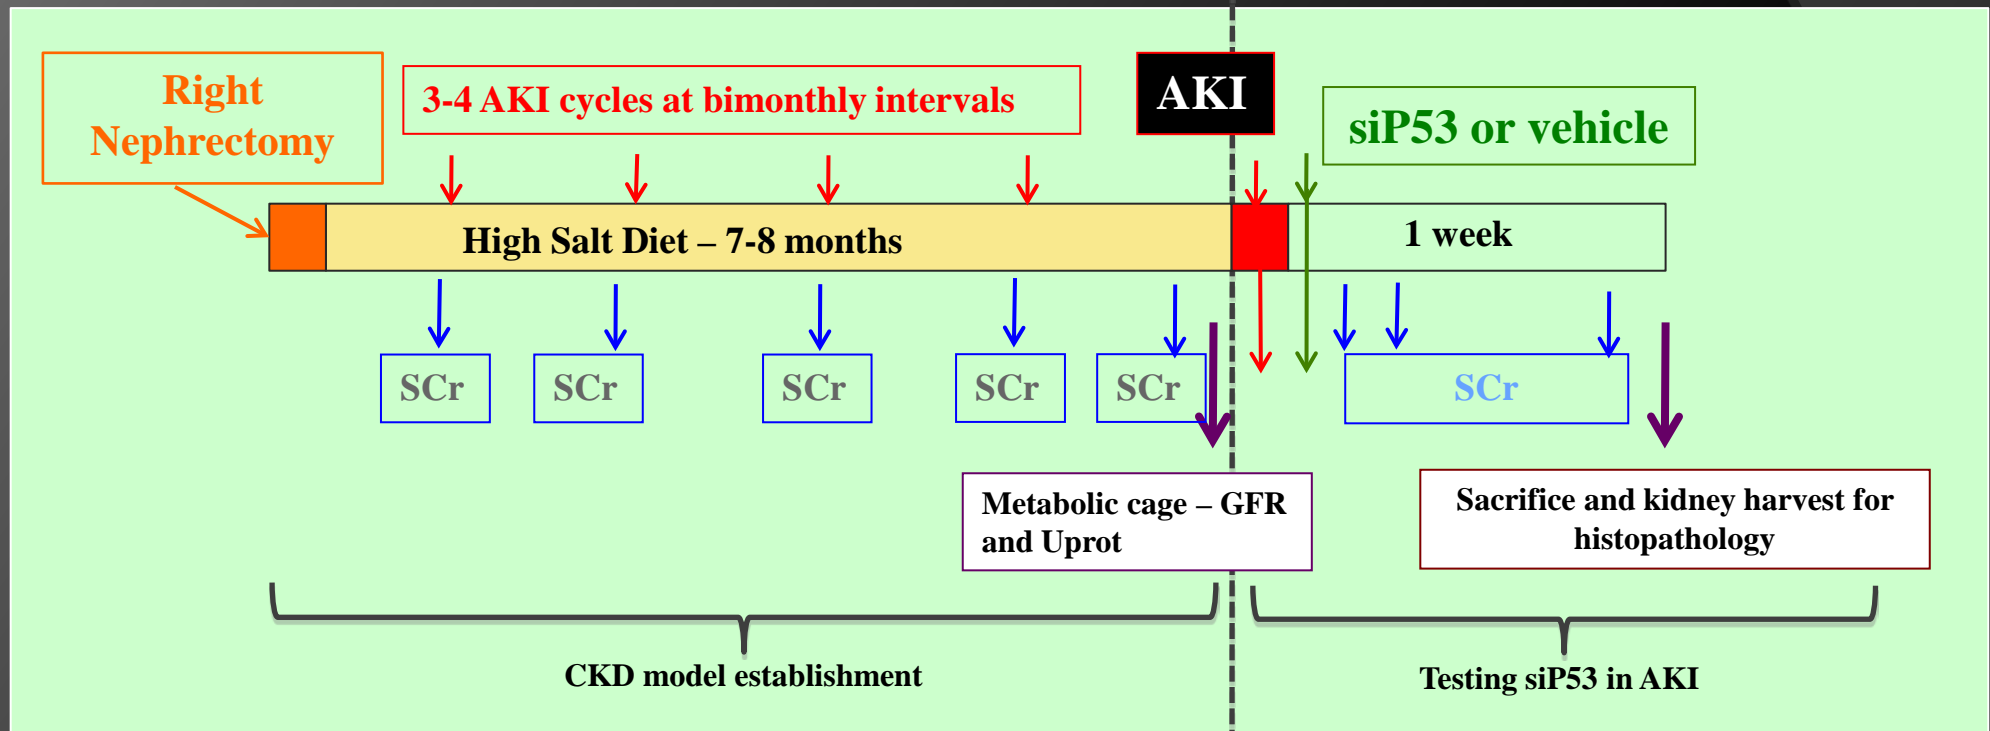 Right
Nephrectomy
3-4 AKI cycles at bimonthly intervals
AKI
siP53 or vehicle
High Salt Diet – 7-8 months
1 week
SCr
SCr
SCr
SCr
SCr
SCr
Metabolic cage – GFR
and Uprot
Sacrifice and kidney harvest for
histopathology
CKD model establishment
Testing siP53 in AKI